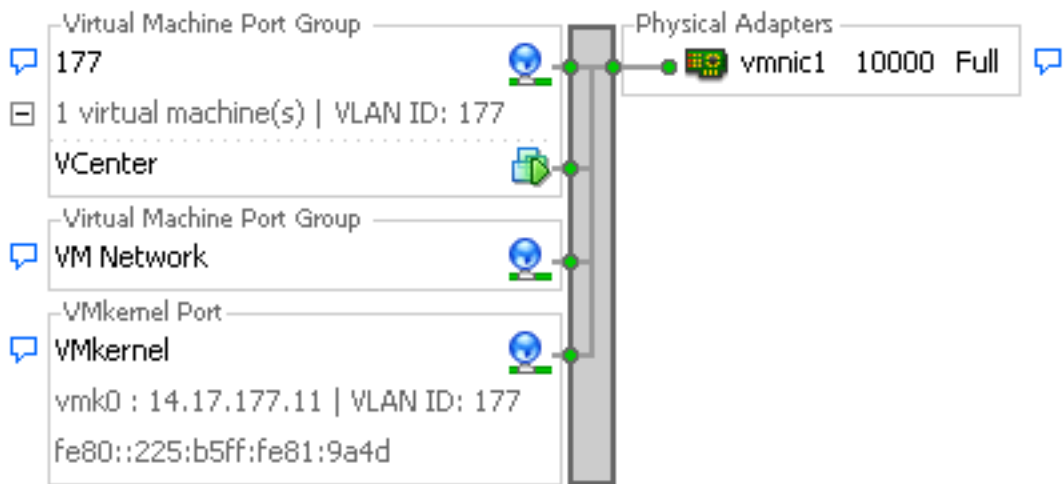 Virtual Machine Port Group
177
1 virtual machine(s) | VLAN ID: 177
VCenter
Virtual Machine Port Group
VM Network
VMkernel Port
VMkernel
vmk0 : 14.17.177.11 | VLAN ID: 177
fe80::225:b5ff:fe81:9a4d
Physical Adapters
vmnic1 10000 Full